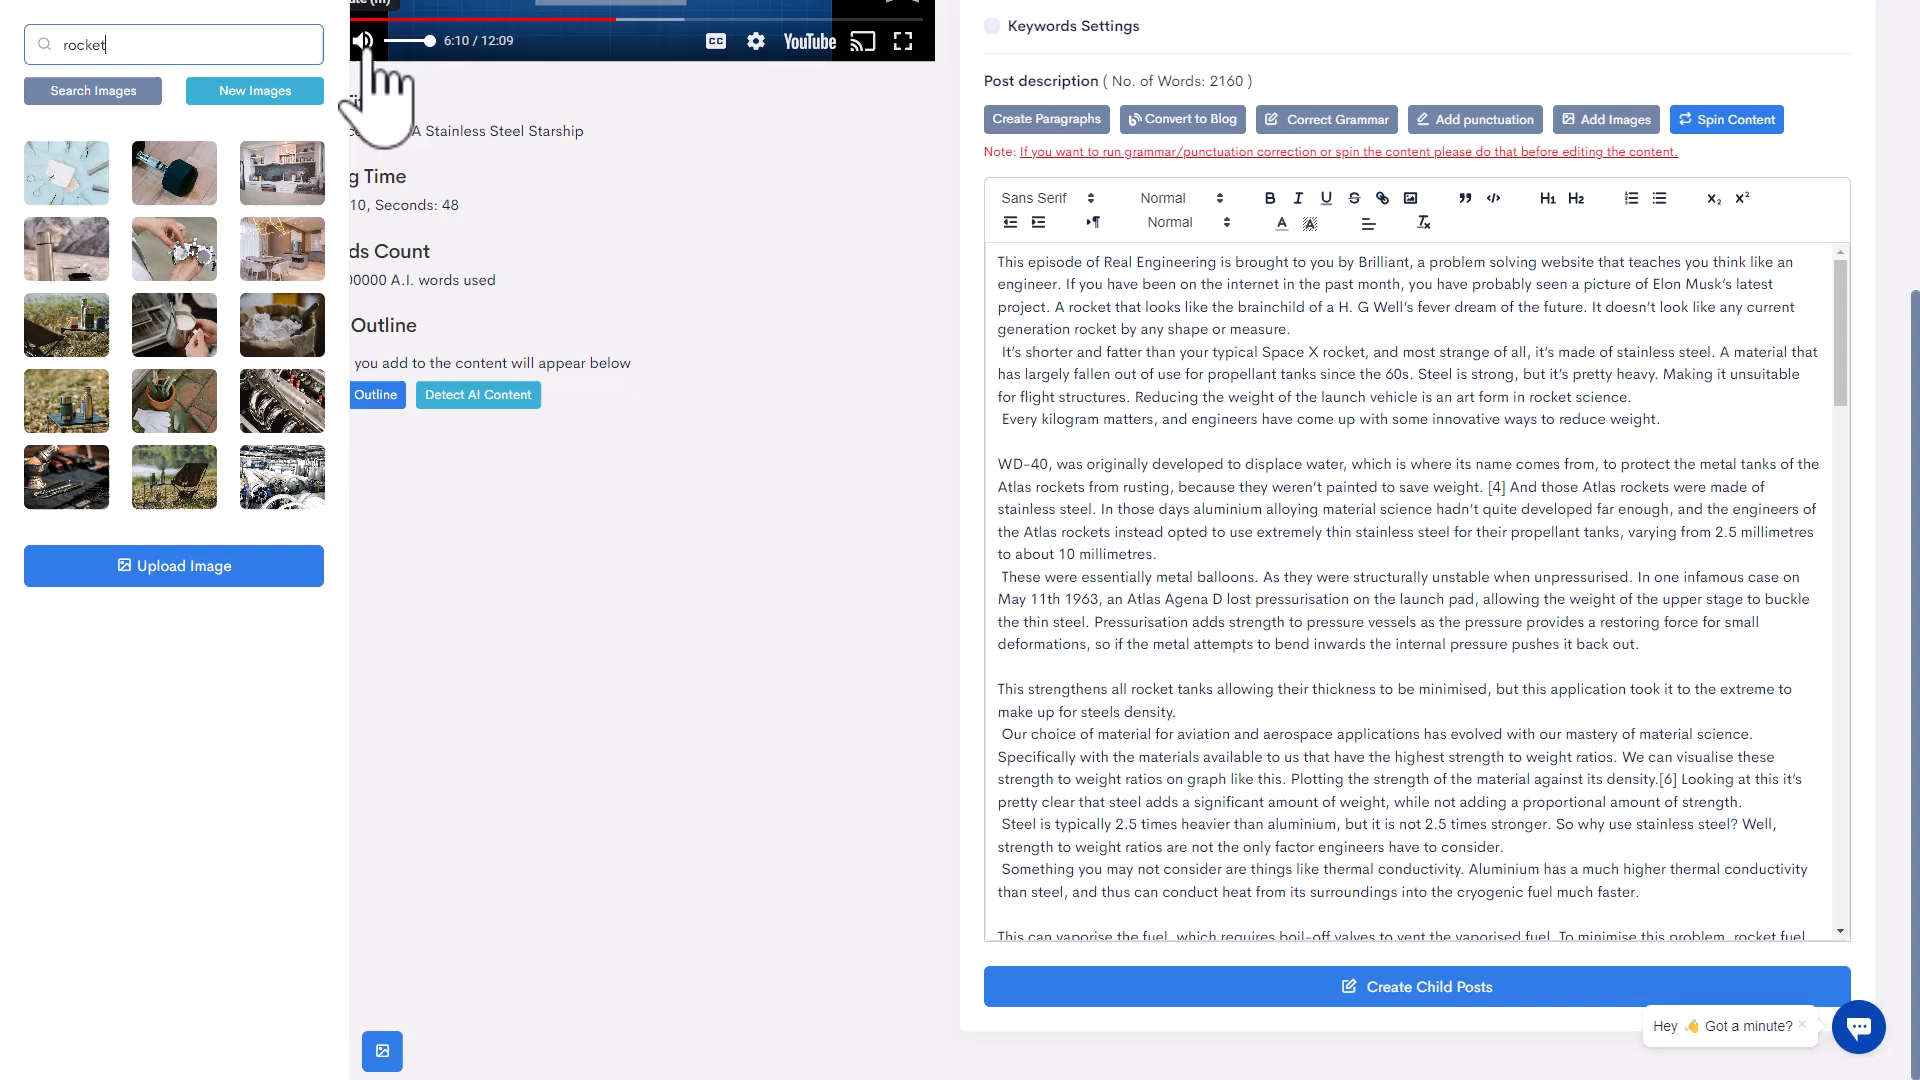 rocket
Search Images
New Images
Upload Image
6:10 / 12:09
CC
YouTube
A Stainless Steel Starship
g Time
10, Seconds: 48
ds Count
00000 A.I. words used
Outline
you add to the content will appear below
Outline
Detect AI Content
Keywords Settings
Post description ( No. of Words: 2160 )
Create Paragraphs
Convert to Blog
Correct Grammar
Add punctuation
Add Images
Spin Content
Note: If you want to run grammar/punctuation correction or spin the content please do that before editing the content.
Sans Serif
Normal
B I U S
H1 H2
X2 X2
Normal
A
This episode of Real Engineering is brought to you by Brilliant, a problem solving website that teaches you think like an
engineer. If you have been on the internet in the past month, you have probably seen a picture of Elon Musk’s latest
project. A rocket that looks like the brainchild of a H. G Well’s fever dream of the future. It doesn’t look like any current
generation rocket by any shape or measure.
It’s shorter and fatter than your typical Space X rocket, and most strange of all, it’s made of stainless steel. A material that
has largely fallen out of use for propellant tanks since the 60s. Steel is strong, but it’s pretty heavy. Making it unsuitable
for flight structures. Reducing the weight of the launch vehicle is an art form in rocket science.
Every kilogram matters, and engineers have come up with some innovative ways to reduce weight.
WD-40, was originally developed to displace water, which is where its name comes from, to protect the metal tanks of the
Atlas rockets from rusting, because they weren’t painted to save weight. [4] And those Atlas rockets were made of
stainless steel. In those days aluminium alloying material science hadn’t quite developed far enough, and the engineers of
the Atlas rockets instead opted to use extremely thin stainless steel for their propellant tanks, varying from 2.5 millimetres
to about 10 millimetres.
These were essentially metal balloons. As they were structurally unstable when unpressurised. In one infamous case on
May 11th 1963, an Atlas Agena D lost pressurisation on the launch pad, allowing the weight of the upper stage to buckle
the thin steel. Pressurisation adds strength to pressure vessels as the pressure provides a restoring force for small
deformations, so if the metal attempts to bend inwards the internal pressure pushes it back out.
This strengthens all rocket tanks allowing their thickness to be minimised, but this application took it to the extreme to
make up for steels density.
Our choice of material for aviation and aerospace applications has evolved with our mastery of material science.
Specifically with the materials available to us that have the highest strength to weight ratios. We can visualise these
strength to weight ratios on graph like this. Plotting the strength of the material against its density.[6] Looking at this it’s
pretty clear that steel adds a significant amount of weight, while not adding a proportional amount of strength.
Steel is typically 2.5 times heavier than aluminium, but it is not 2.5 times stronger. So why use stainless steel? Well,
strength to weight ratios are not the only factor engineers have to consider.
Something you may not consider are things like thermal conductivity. Aluminium has a much higher thermal conductivity
than steel, and thus can conduct heat from its surroundings into the cryogenic fuel much faster.
This can vaporise the fuel, which requires boil-off valves to vent the vaporised fuel. To minimise this problem, rocket fuel
Create Child Posts
Hey 👋 Got a minute?